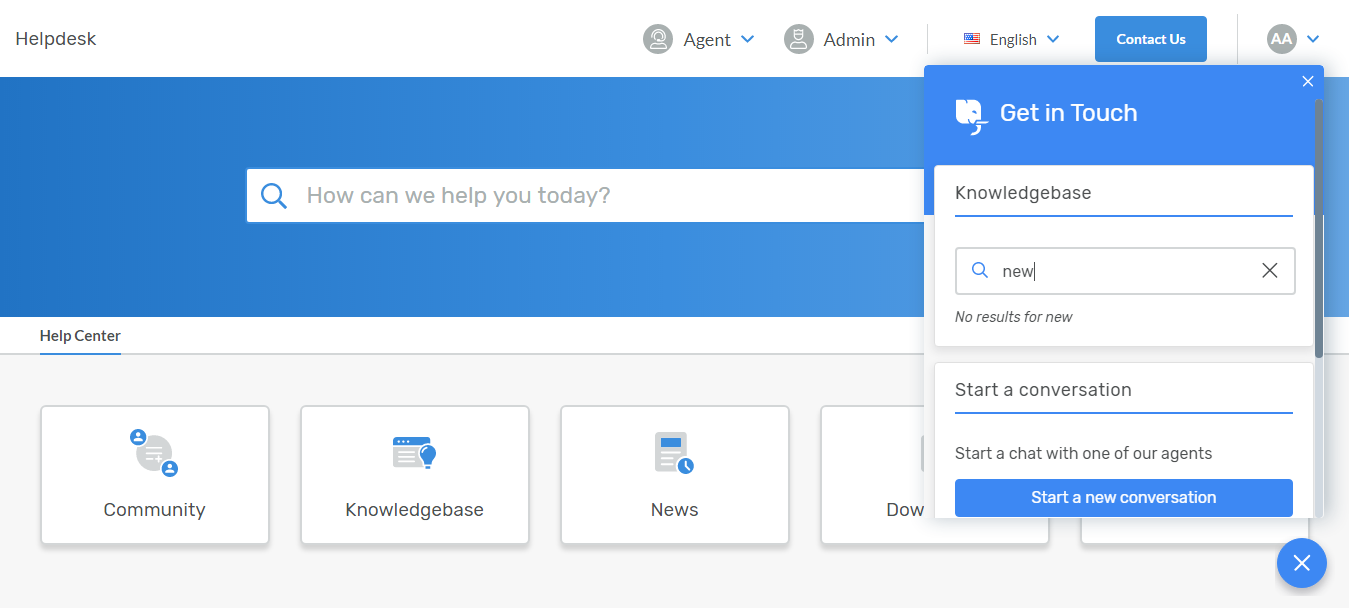 Helpdesk
Agent
Admin
English
Contact Us
AA
Get in Touch
How can we help you today?
Knowledgebase
new
No results for new
Help Center
Start a conversation
Start a chat with one of our agents
Start a new conversation
Community
Knowledgebase
News
Dow